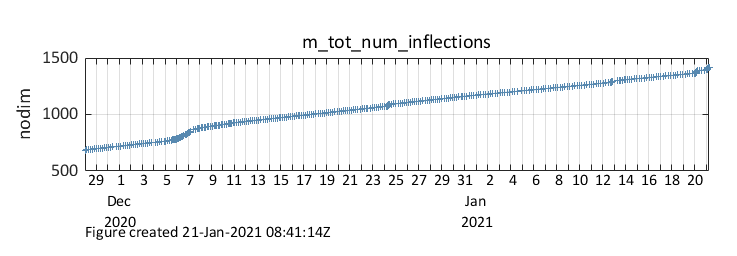 m_tot_num_inflections
1500
1000
500
nodim
29 1 3 5 7 9 11 13 15 17 19 21 23 25 27 29 31 2 4 6 8 10 12 14 16 18 20
Dec Jan
2020 2021
Figure created 21-Jan-2021 08:41:14Z